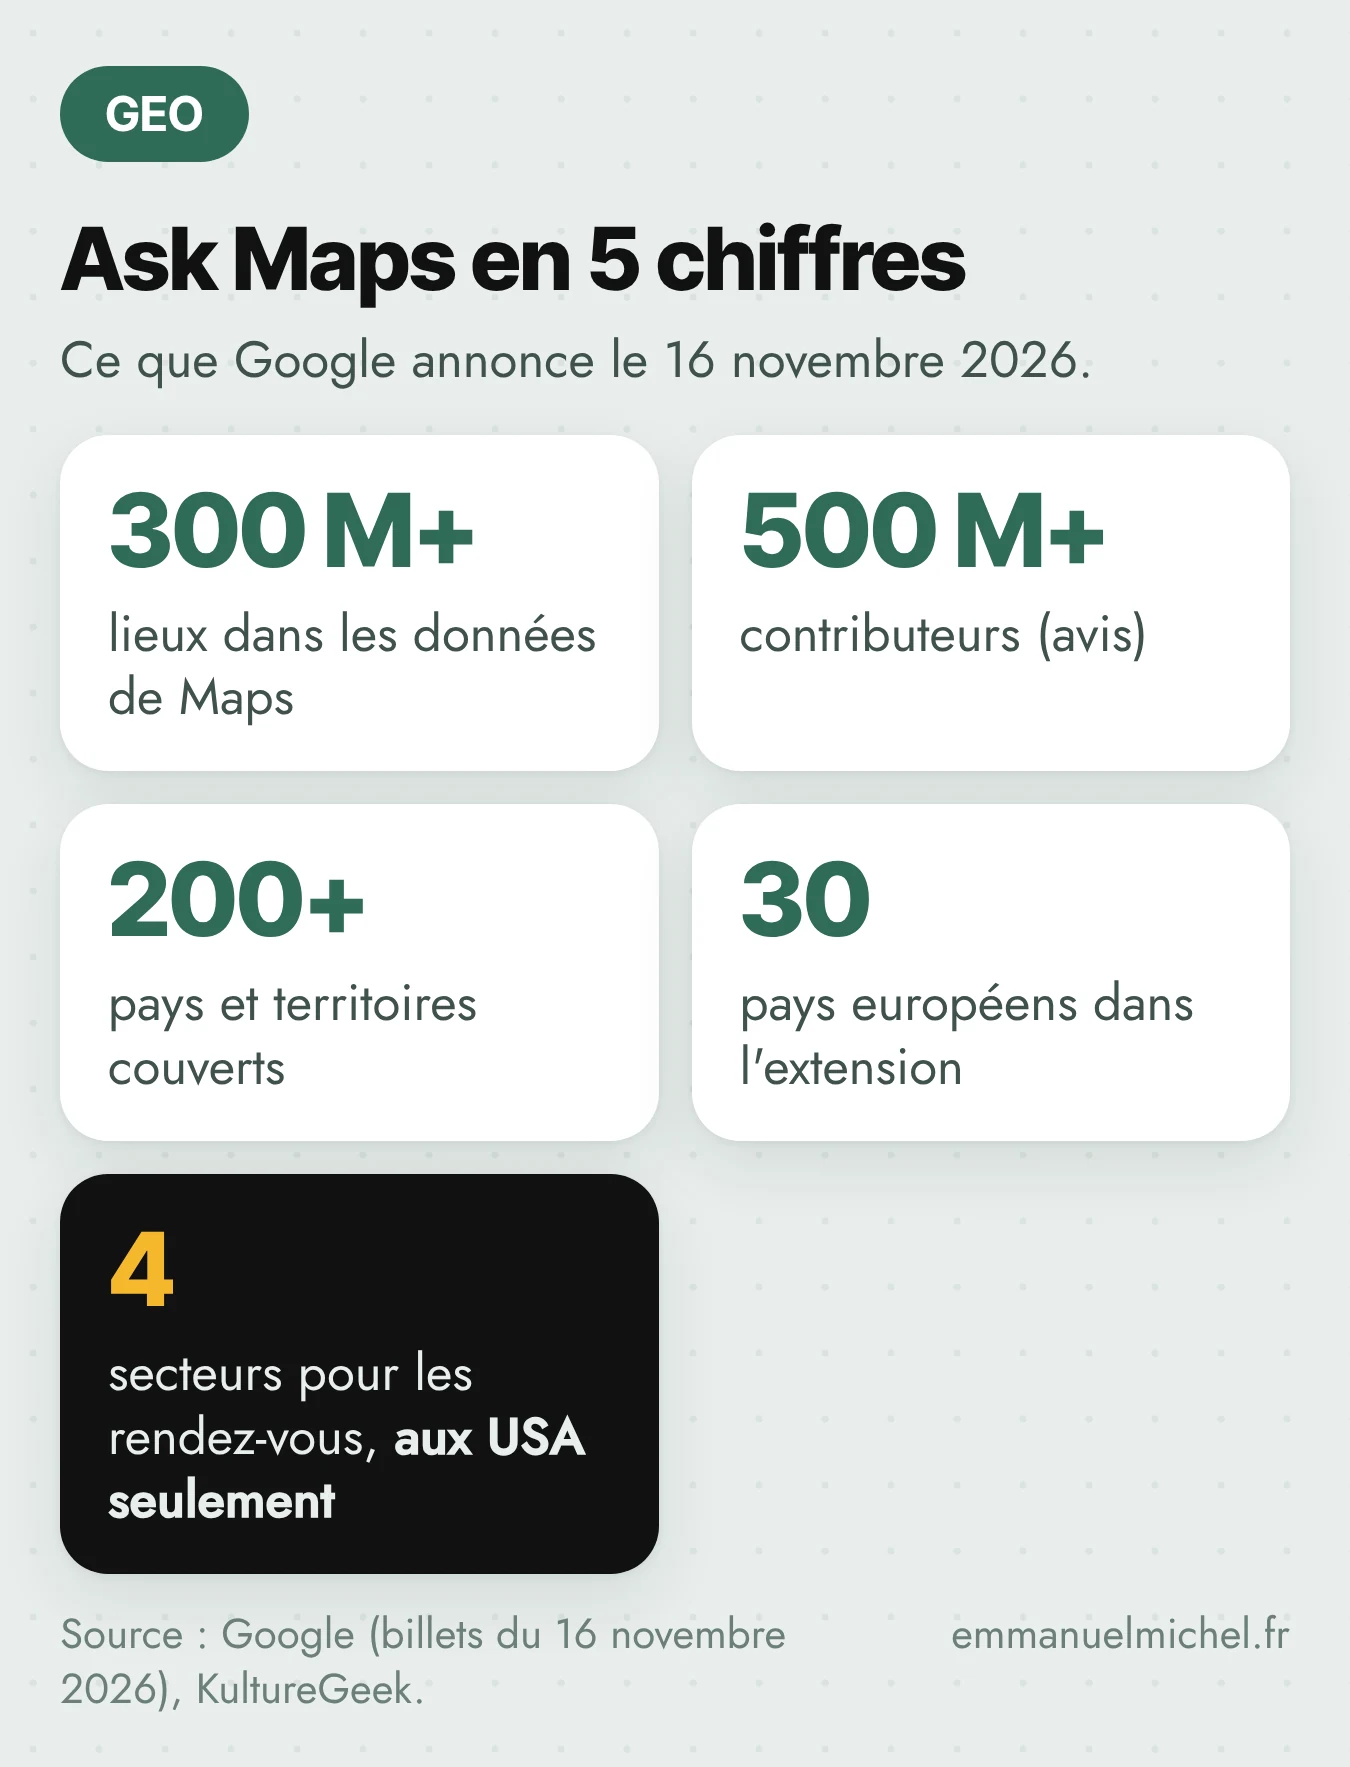 GEO
Ask Maps en 5 chiffres
Ce que Google annonce le 16 novembre 2026.
300 M+
lieux dans les données
de Maps
500 M+
contributeurs (avis)
200+
pays et territoires
couverts
30
pays européens dans
l'extension
4
secteurs pour les
rendez-vous, aux USA
seulement
Source : Google (billets du 16 novembre
2026), KultureGeek.
emmanuelmichel.fr